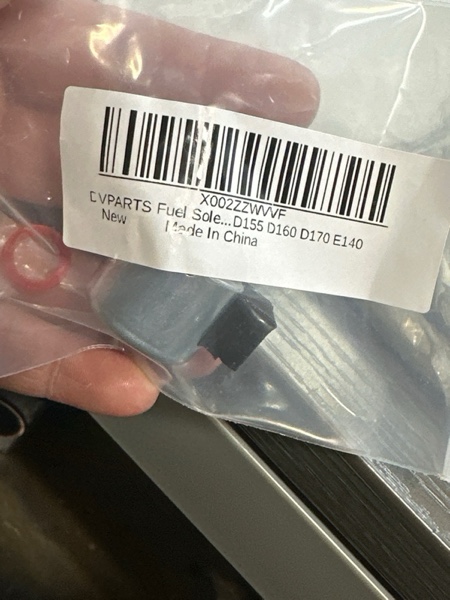 X002ZZWVVF
DVPARTS Fuel Sole...D155 D160 D170 E140
New
Made In China